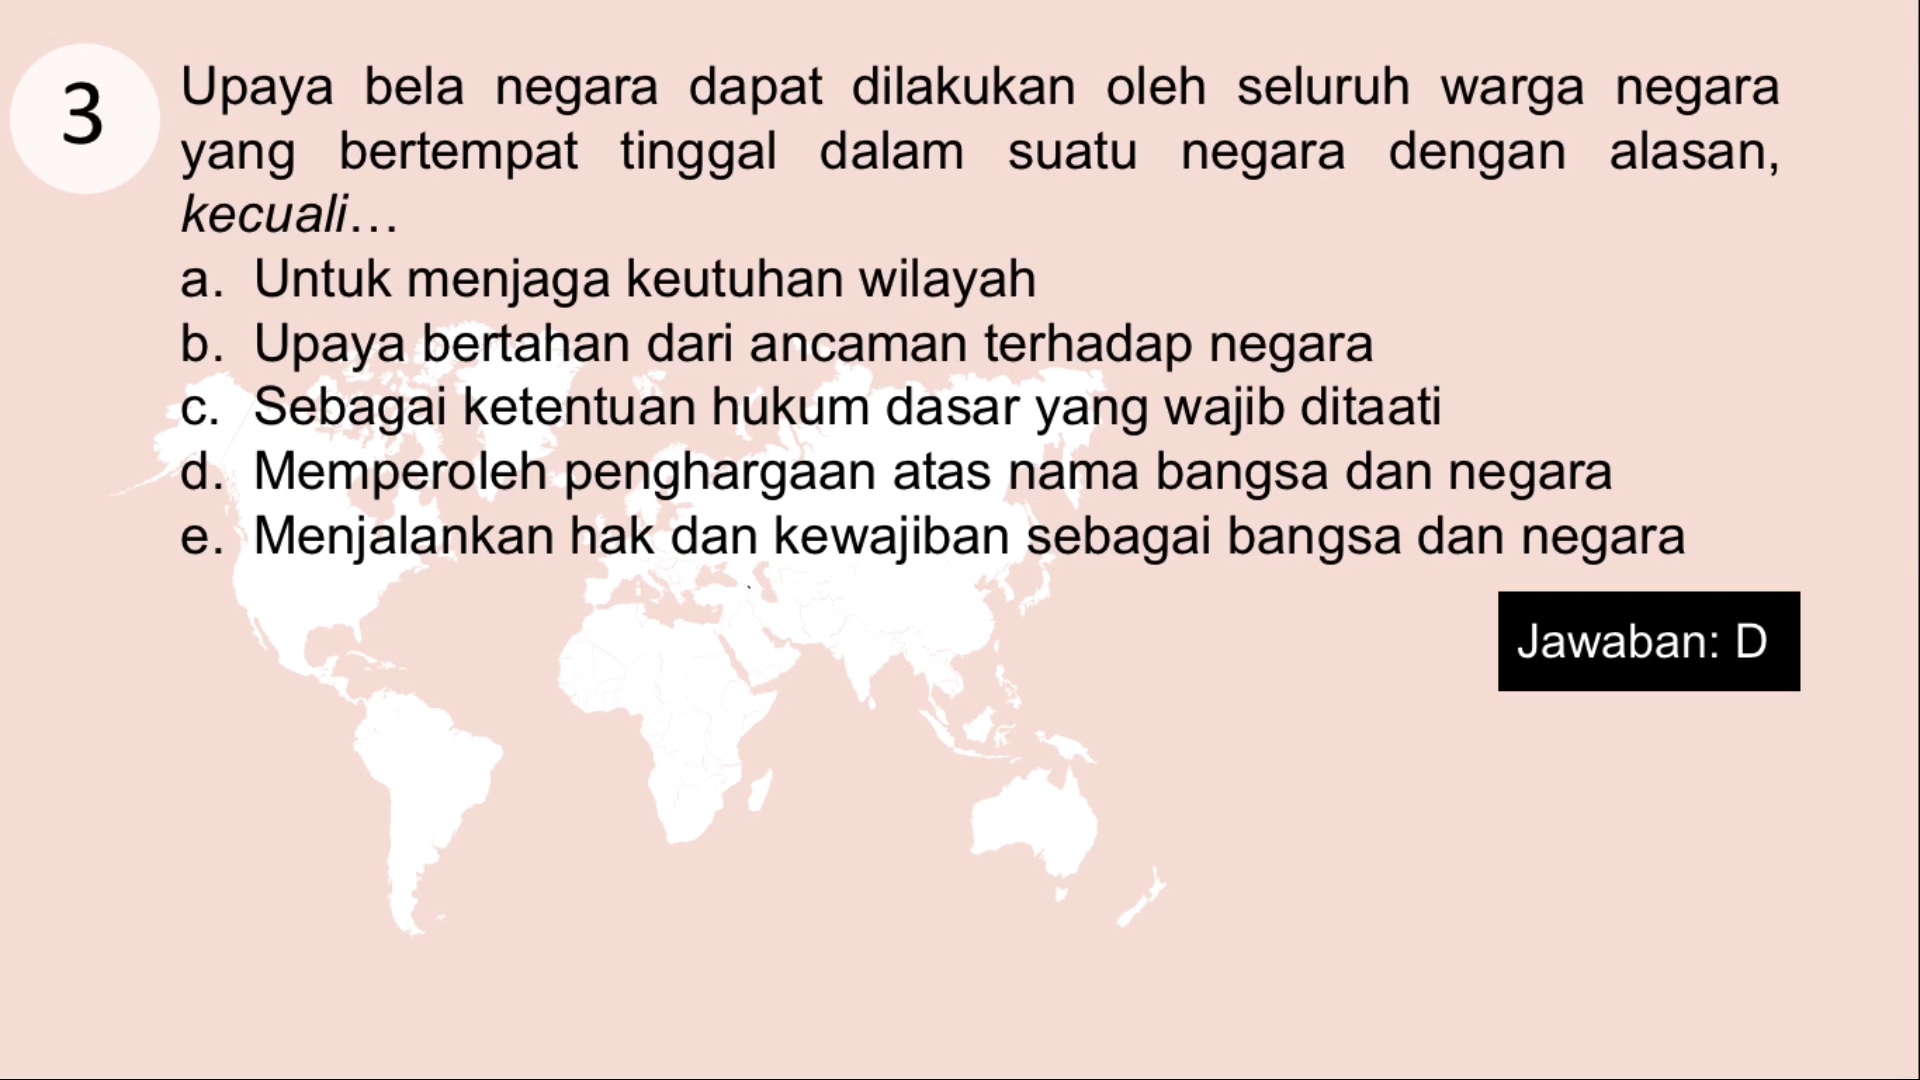 3
Upaya bela negara dapat dilakukan oleh seluruh warga negara
yang bertempat tinggal dalam suatu negara dengan alasan,
kecuali…
a. Untuk menjaga keutuhan wilayah
b. Upaya bertahan dari ancaman terhadap negara
c. Sebagai ketentuan hukum dasar yang wajib ditaati
d. Memperoleh penghargaan atas nama bangsa dan negara
e. Menjalankan hak dan kewajiban sebagai bangsa dan negara
Jawaban: D